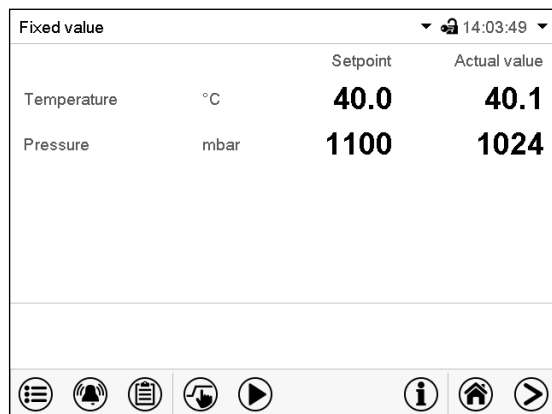 Fixed value 14:03:49
Setpoint Actual value
Temperature °C 40.0 40.1
Pressure mbar 1100 1024